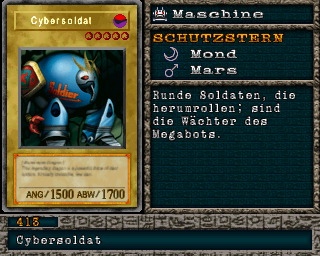 Cybersoldat
Soldier
ANG/1500 ABW/1700
Maschine
SCHUTZSTERN
Mond
Mars
Runde Soldaten, die
herumrollen; sind
die Wächter des
Megabots.
413
Cybersoldat